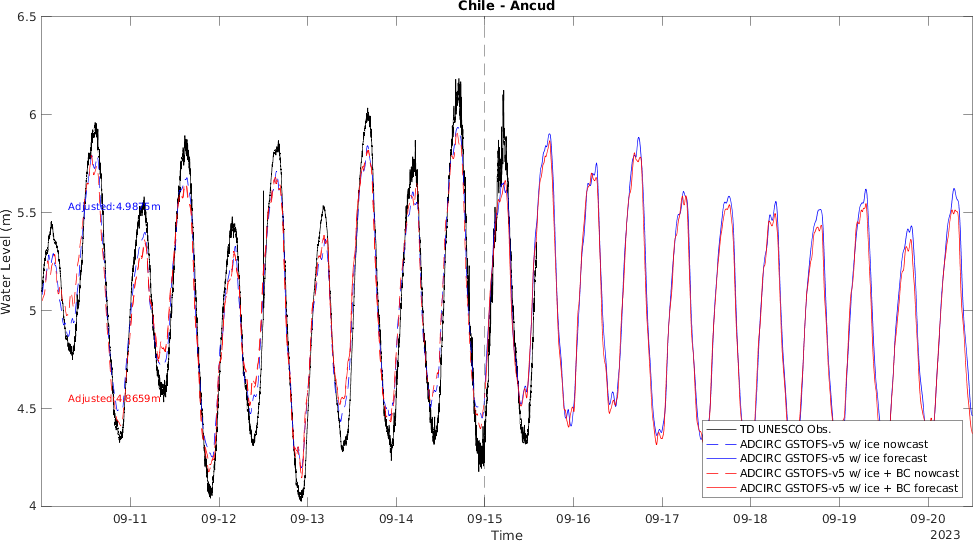 Chile - Ancud
6.5
6
5.5
5
4.5
4
Water Level (m)
Adjusted:4.9875m
Adjusted:4.8659m
TD UNESCO Obs.
ADCIRC GSTOFS-v5 w/ ice nowcast
ADCIRC GSTOFS-v5 w/ ice forecast
ADCIRC GSTOFS-v5 w/ ice + BC nowcast
ADCIRC GSTOFS-v5 w/ ice + BC forecast
09-11 09-12 09-13 09-14 09-15 09-16 09-17 09-18 09-19 09-20
Time
2023